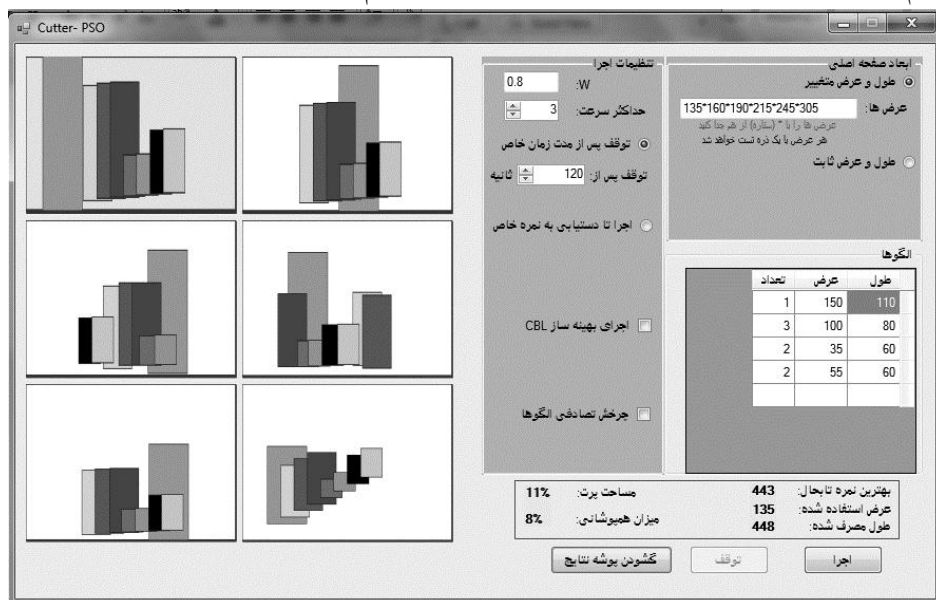 Cutter- PSO
ابعاد صفحه اصلی
طول و عرض متغییر
عرض ها: 135*160*190*215*245*305
عرض ها را با * (ستاره) از هم جدا کنید
هر عرض با یک ذره تست خواهد شد
طول و عرض ثابت
تنظیمات اجرا
W: 0.8
حداکثر سرعت: 3
توقف پس از مدت زمان خاص
توقف پس از: 120 ثانیه
اجرا تا دستیابی به نمره خاص
اجرای بهینه ساز CBL
چرخش تصادفی الگوها
الگوها
طول عرض تعداد
110 150 1
80 100 3
60 35 2
60 55 2
بهترین نمره تابحال: 443 مساحت پرت: 11%
عرض استفاده شده: 135
طول مصرف شده: 448 میزان همپوشانی: 8%
اجرا توقف گشودن پوشه نتایج